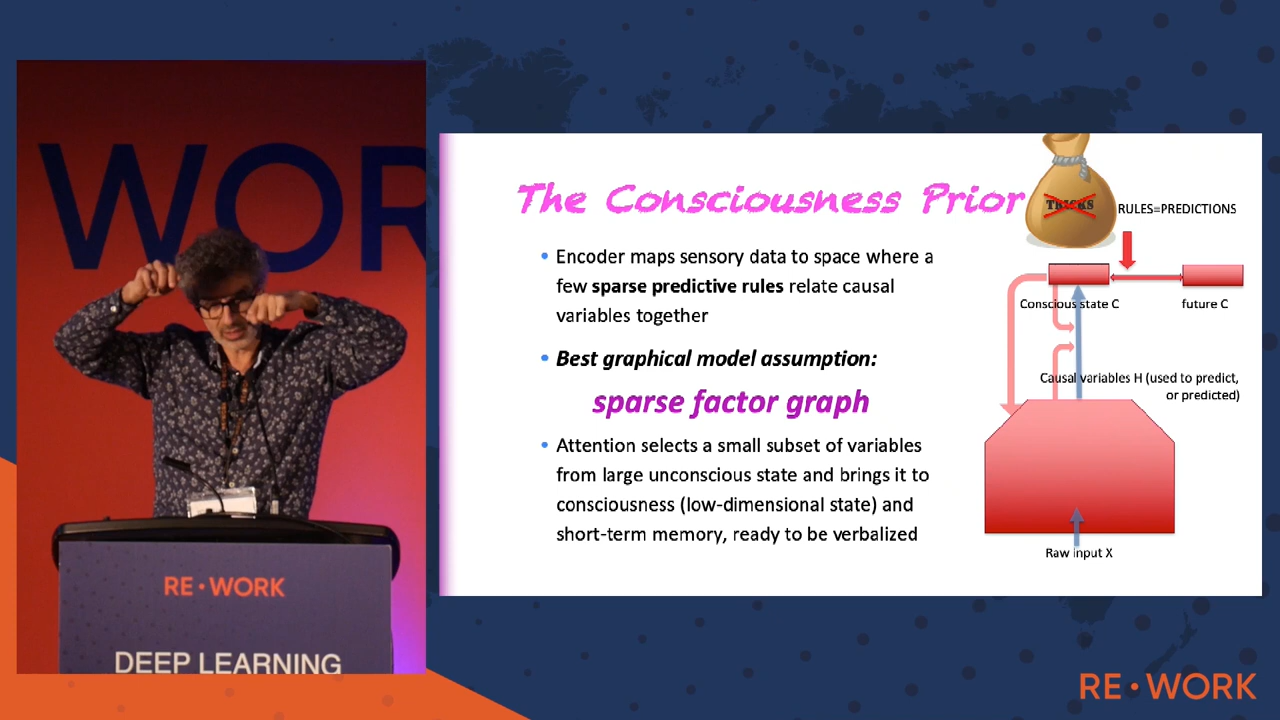 WOR
RE•WORK
DEEP LEARNING
The Consciousness Prior
TRICKS
RULES=PREDICTIONS
• Encoder maps sensory data to space where a
few sparse predictive rules relate causal
variables together
• Best graphical model assumption:
sparse factor graph
• Attention selects a small subset of variables
from large unconscious state and brings it to
consciousness (low-dimensional state) and
short-term memory, ready to be verbalized
Conscious state C
future C
Causal variables H (used to predict,
or predicted)
Raw input X
RE•WORK